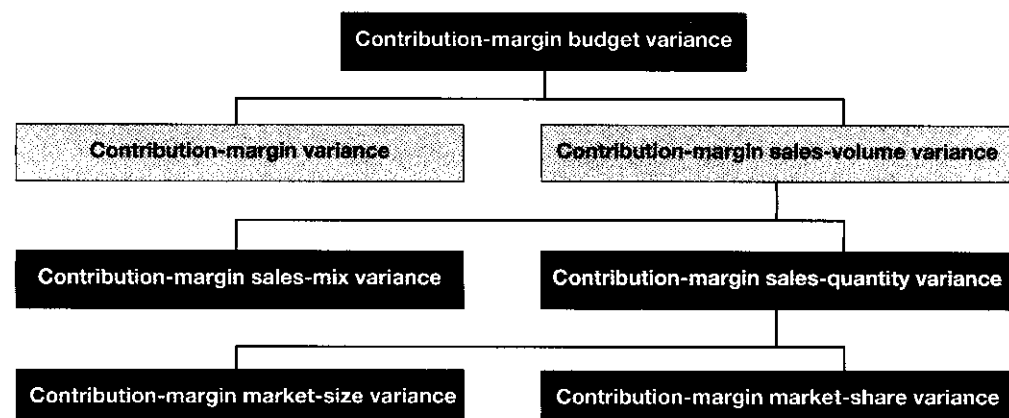 Contribution-margin budget variance
Contribution-margin variance
Contribution-margin sales-volume variance
Contribution-margin sales-mix variance
Contribution-margin sales-quantity variance
Contribution-margin market-size variance
Contribution-margin market-share variance